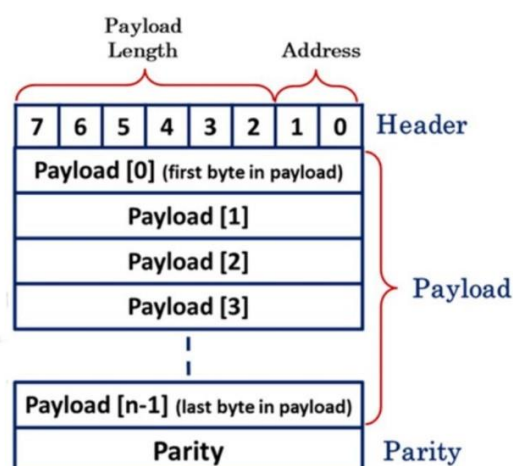 Payload
Length
Address
7 6 5 4 3 2 1 0 Header
Payload [0] (first byte in payload)
Payload [1]
Payload [2]
Payload [3]
Payload
Payload [n-1] (last byte in payload)
Parity Parity